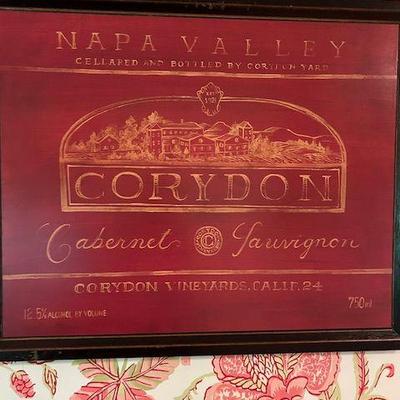 NAPA VALLEY
CELLARED AND BOTTLED BY CORYDON YARD
CORYDON
Cabernet Sauvignon
CORYDON VINEYARDS, CALIF. 24
12.5% ALCOHOL BY VOLUME 750ml